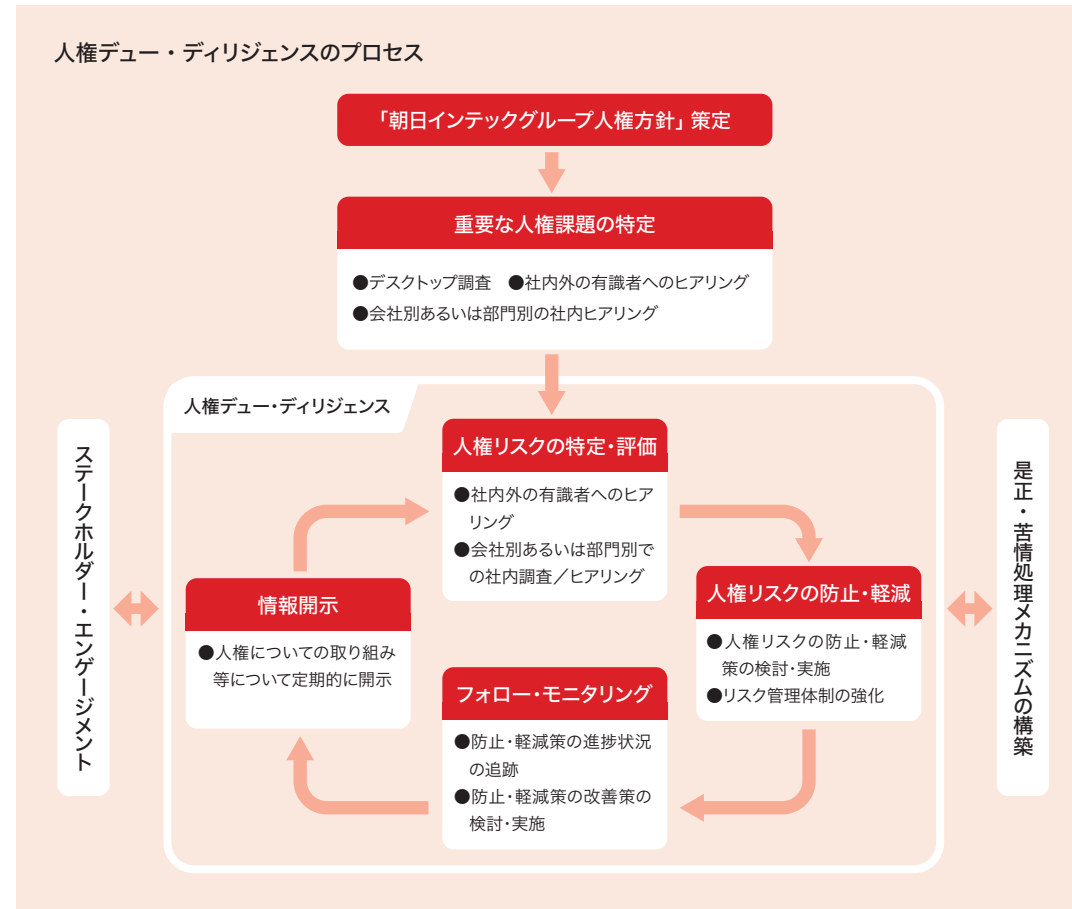 人権デュー・ディリジェンスのプロセス
「朝日インテックグループ人権方針」策定
重要な人権課題の特定
●デスクトップ調査 ●社内外の有識者へのヒアリング
●会社別あるいは部門別の社内ヒアリング
人権デュー・ディリジェンス
ステークホルダー・エンゲージメント
人権リスクの特定・評価
●社内外の有識者へのヒア
リング
●会社別あるいは部門別で
の社内調査／ヒアリング
人権リスクの防止・軽減
●人権リスクの防止・軽減
策の検討・実施
●リスク管理体制の強化
フォロー・モニタリング
●防止・軽減策の進捗状況
の追跡
●防止・軽減策の改善策の
検討・実施
情報開示
●人権についての取り組み
等について定期的に開示
是正・苦情処理メカニズムの構築